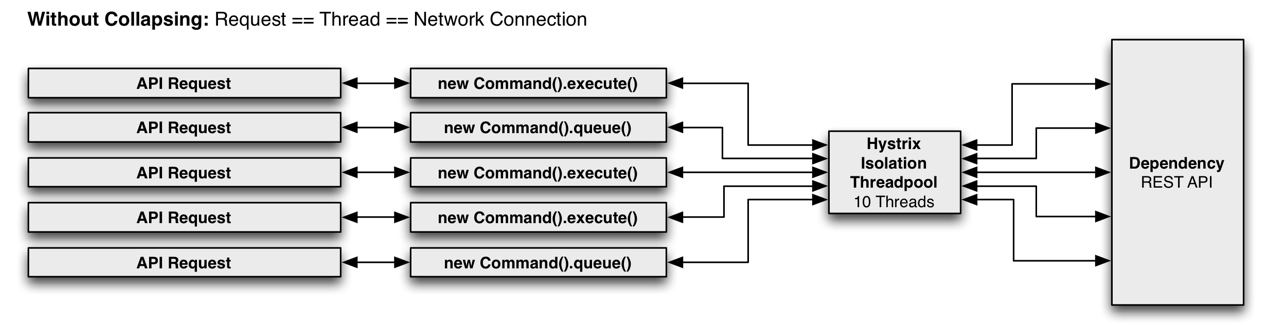 Without Collapsing: Request == Thread == Network Connection
API Request
new Command().execute()
API Request
new Command().queue()
API Request
new Command().execute()
API Request
new Command().execute()
API Request
new Command().queue()
Hystrix
Isolation
Threadpool
10 Threads
Dependency
REST API